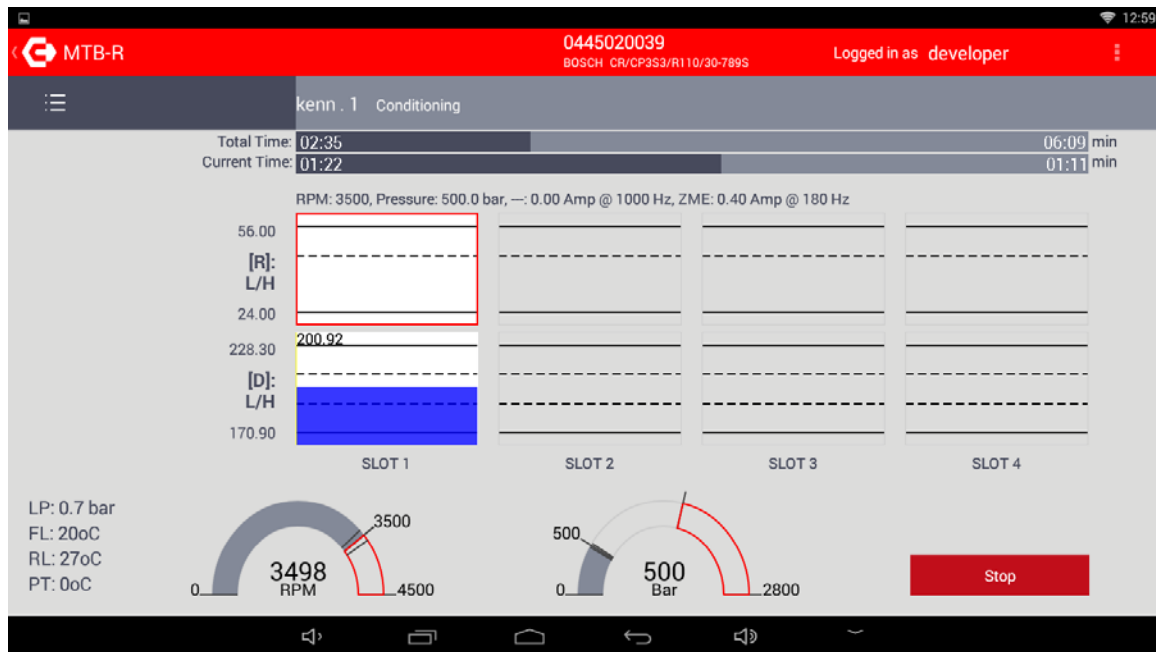 12:59
MTB-R
0445020039
BOSCH CR/CP3S3/R110/30-789S
Logged in as developer
kenn . 1 Conditioning
Total Time: 02:35 06:09 min
Current Time: 01:22 01:11 min
RPM: 3500, Pressure: 500.0 bar, ---: 0.00 Amp @ 1000 Hz, ZME: 0.40 Amp @ 180 Hz
56.00
[R]:
L/H
24.00
200.92
228.30
[D]:
L/H
170.90
SLOT 1 SLOT 2 SLOT 3 SLOT 4
LP: 0.7 bar
FL: 20oC
RL: 27oC
PT: 0oC
3500
3498
RPM
0 4500
500
500
Bar
0 2800
Stop